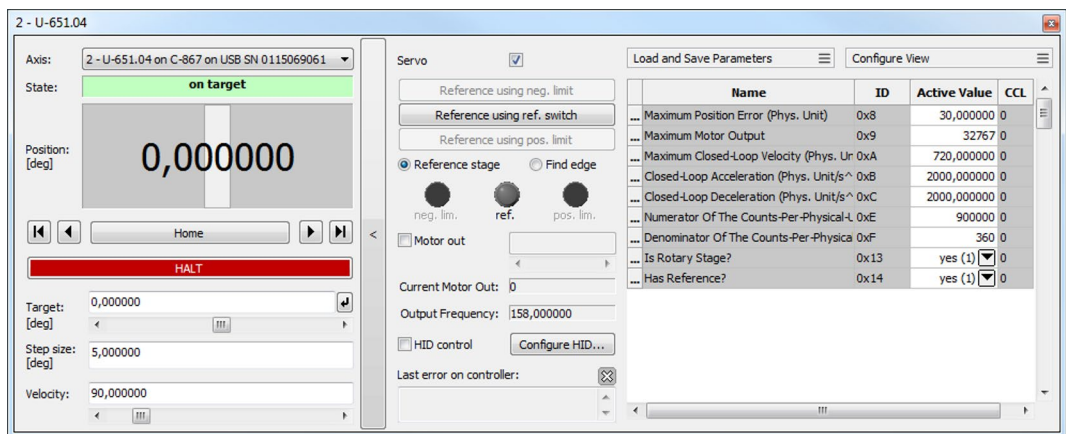 2 - U-651.04
Axis:
2 - U-651.04 on C-867 on USB SN 0115069061
State:
on target
Position:
[deg]
0,000000
Home
HALT
Target:
[deg]
0,000000
Step size:
[deg]
5,000000
Velocity:
90,000000
<
Servo
Reference using neg. limit
Reference using ref. switch
Reference using pos. limit
Reference stage
Find edge
neg. lim.
ref.
pos. lim.
Motor out
Current Motor Out:
0
Output Frequency:
158,000000
HID control
Configure HID...
Last error on controller:
Load and Save Parameters
Configure View
Name ID Active Value CCL
... Maximum Position Error (Phys. Unit) 0x8 30,000000 0
... Maximum Motor Output 0x9 32767 0
... Maximum Closed-Loop Velocity (Phys. Ur 0xA 720,000000 0
... Closed-Loop Acceleration (Phys. Unit/s^ 0xB 2000,000000 0
... Closed-Loop Deceleration (Phys. Unit/s^ 0xC 2000,000000 0
... Numerator Of The Counts-Per-Physical-L 0xE 900000 0
... Denominator Of The Counts-Per-Physica 0xF 360 0
... Is Rotary Stage? 0x13 yes (1) 0
... Has Reference? 0x14 yes (1) 0